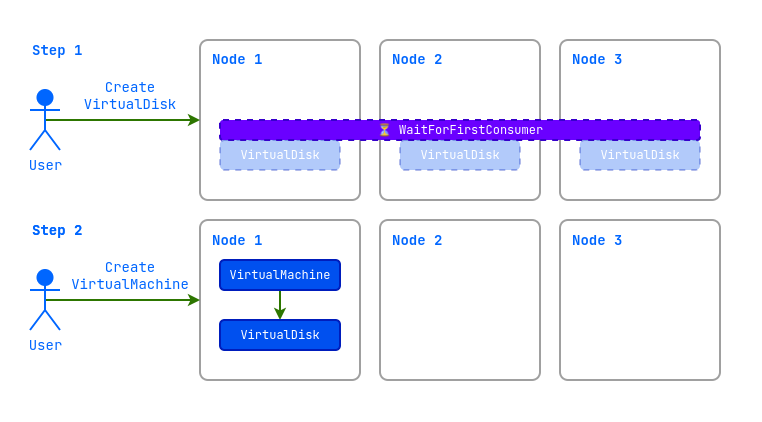 Step 1
Create
VirtualDisk
User
Node 1
Node 2
Node 3
⏳ WaitForFirstConsumer
VirtualDisk
VirtualDisk
VirtualDisk
Step 2
Create
VirtualMachine
User
Node 1
VirtualMachine
VirtualDisk
Node 2
Node 3